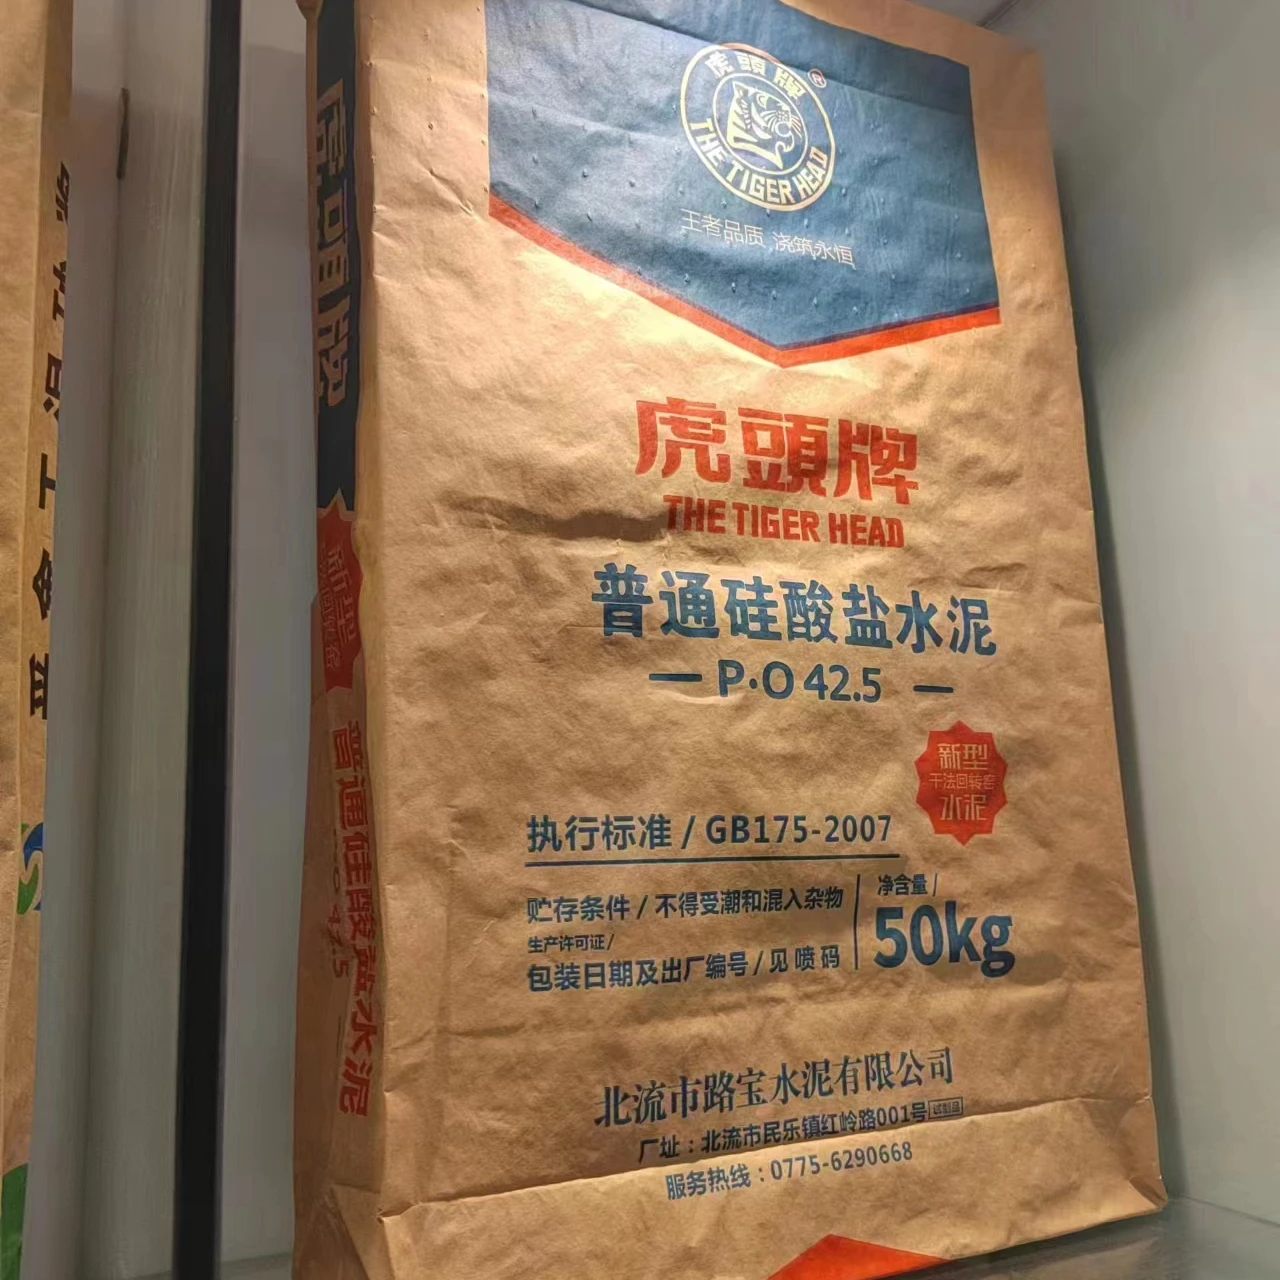 虎頭牌®
THE TIGER HEAD
王者品质 浇筑永恒
虎頭牌
THE TIGER HEAD
普通硅酸盐水泥
— P·O 42.5 —
新型
干法回转窑
水泥
执行标准 / GB175-2007
贮存条件 / 不得受潮和混入杂物
生产许可证/
包装日期及出厂编号 / 见喷码
净含量 /
50kg
北流市路宝水泥有限公司
厂址：北流市民乐镇红岭路001号 试制品
服务热线：0775-6290668
虎頭牌
普通硅酸盐水泥